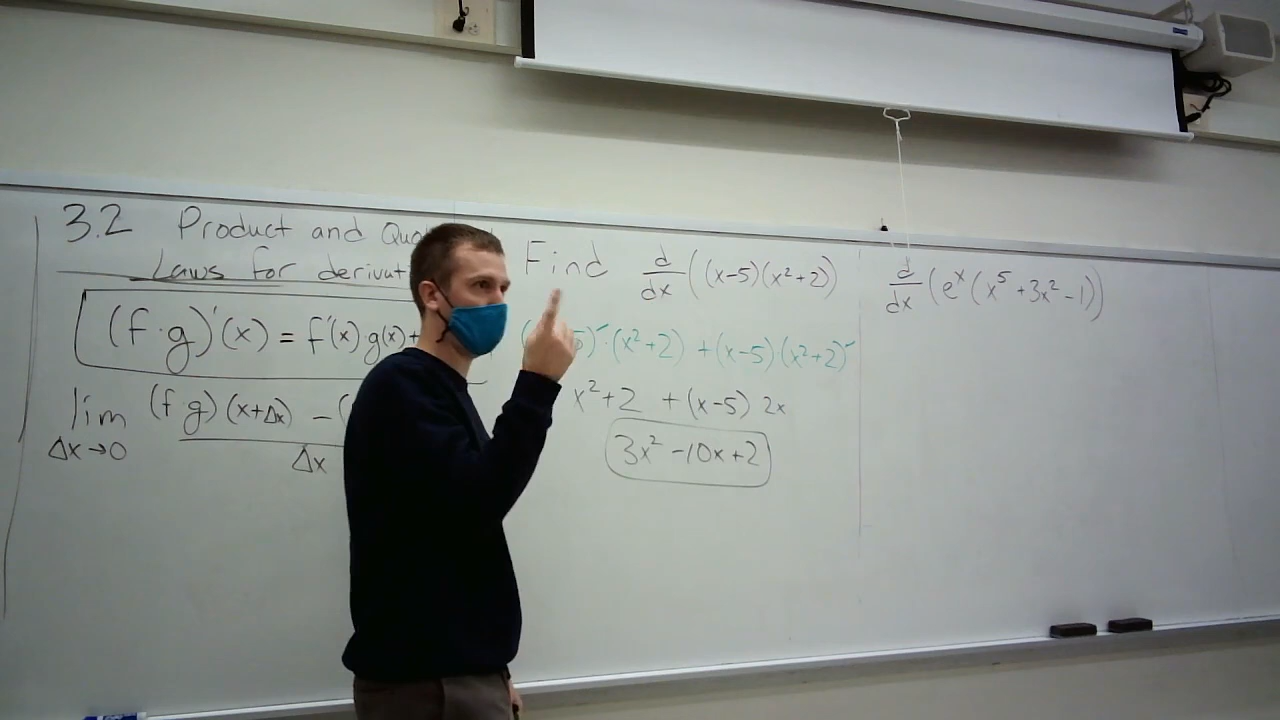 3.2 Product and Quo
Laws for derivat
(f·g)'(x) = f'(x) g(x)+
lim (f g)(x+Δx) − (
Δx→0 Δx
Find d/dx ((x−5)(x²+2))
)'·(x²+2) + (x−5)·(x²+2)'
x²+2 + (x−5) 2x
3x² −10x+2
d/dx (eˣ(x⁵ +3x² −1))